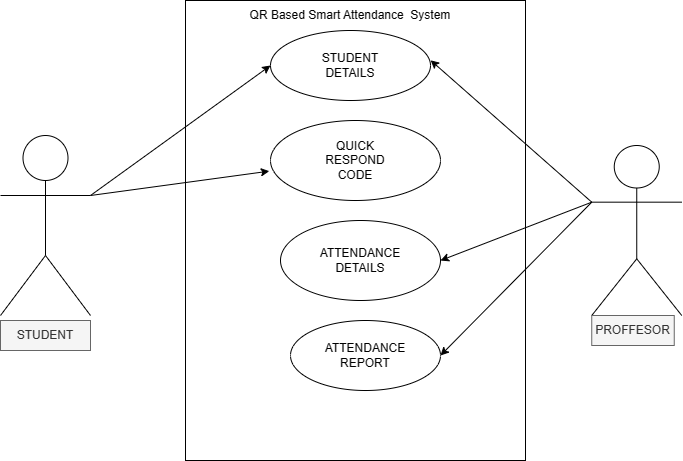 QR Based Smart Attendance System
STUDENT
DETAILS
QUICK
RESPOND
CODE
ATTENDANCE
DETAILS
ATTENDANCE
REPORT
STUDENT
PROFFESOR